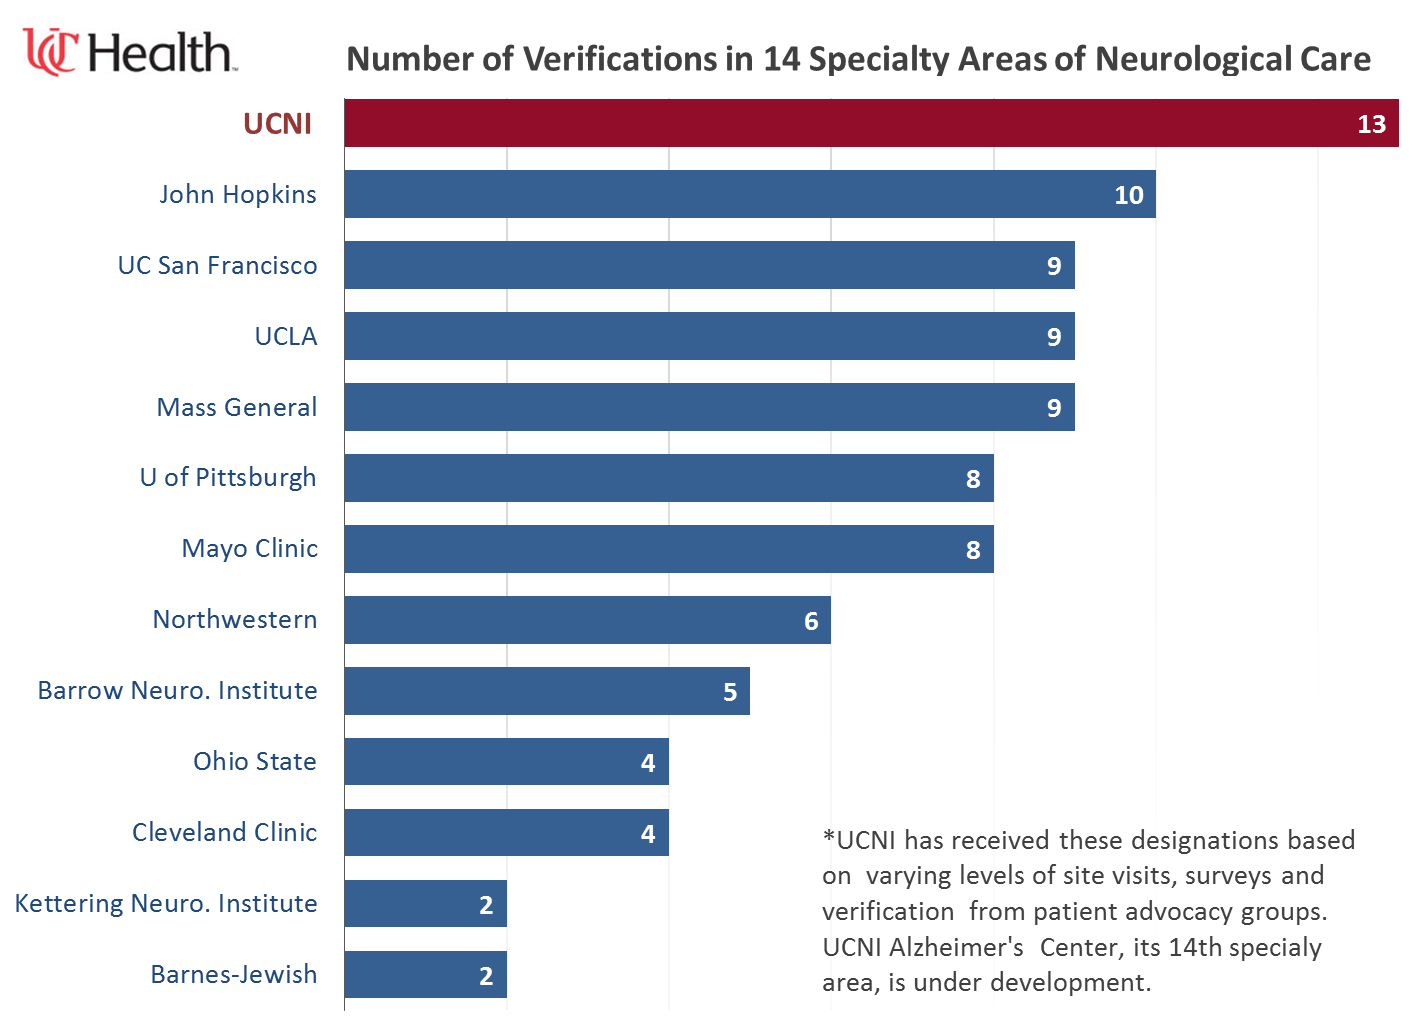 UC Health™
Number of Verifications in 14 Specialty Areas of Neurological Care
UCNI 13
John Hopkins 10
UC San Francisco 9
UCLA 9
Mass General 9
U of Pittsburgh 8
Mayo Clinic 8
Northwestern 6
Barrow Neuro. Institute 5
Ohio State 4
Cleveland Clinic 4
Kettering Neuro. Institute 2
Barnes-Jewish 2
*UCNI has received these designations based
on varying levels of site visits, surveys and
verification from patient advocacy groups.
UCNI Alzheimer's Center, its 14th specialy
area, is under development.